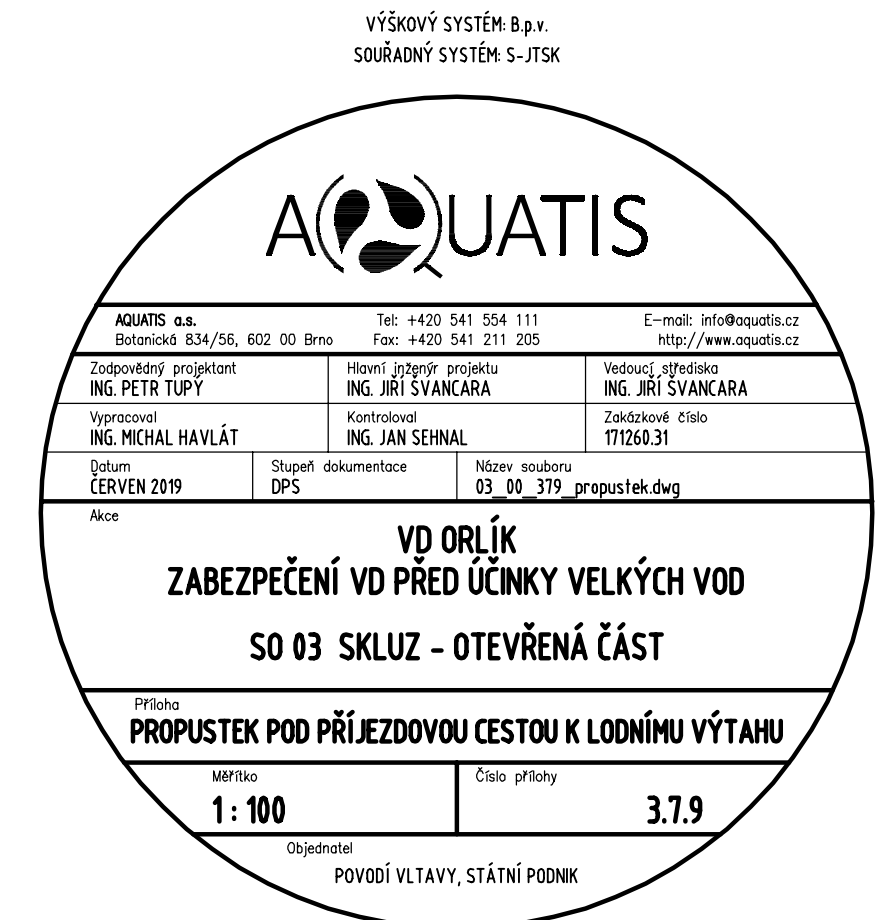 VÝŠKOVÝ SYSTÉM: B.p.v.
SOUŘADNÝ SYSTÉM: S-JTSK
AQUATIS
AQUATIS a.s. Tel: +420 541 554 111 E-mail: info@aquatis.cz
Botanická 834/56, 602 00 Brno Fax: +420 541 211 205 http://www.aquatis.cz
Zodpovědný projektant Hlavní inženýr projektu Vedoucí střediska
ING. PETR TUPÝ ING. JIŘÍ ŠVANCARA ING. JIŘÍ ŠVANCARA
Vypracoval Kontroloval Zakázkové číslo
ING. MICHAL HAVLÁT ING. JAN SEHNAL 171260.31
Datum Stupeň dokumentace Název souboru
ČERVEN 2019 DPS 03_00_379_propustek.dwg
Akce
VD ORLÍK
ZABEZPEČENÍ VD PŘED ÚČINKY VELKÝCH VOD
SO 03 SKLUZ - OTEVŘENÁ ČÁST
Příloha
PROPUSTEK POD PŘÍJEZDOVOU CESTOU K LODNÍMU VÝTAHU
Měřítko Číslo přílohy
1 : 100 3.7.9
Objednatel
POVODÍ VLTAVY, STÁTNÍ PODNIK